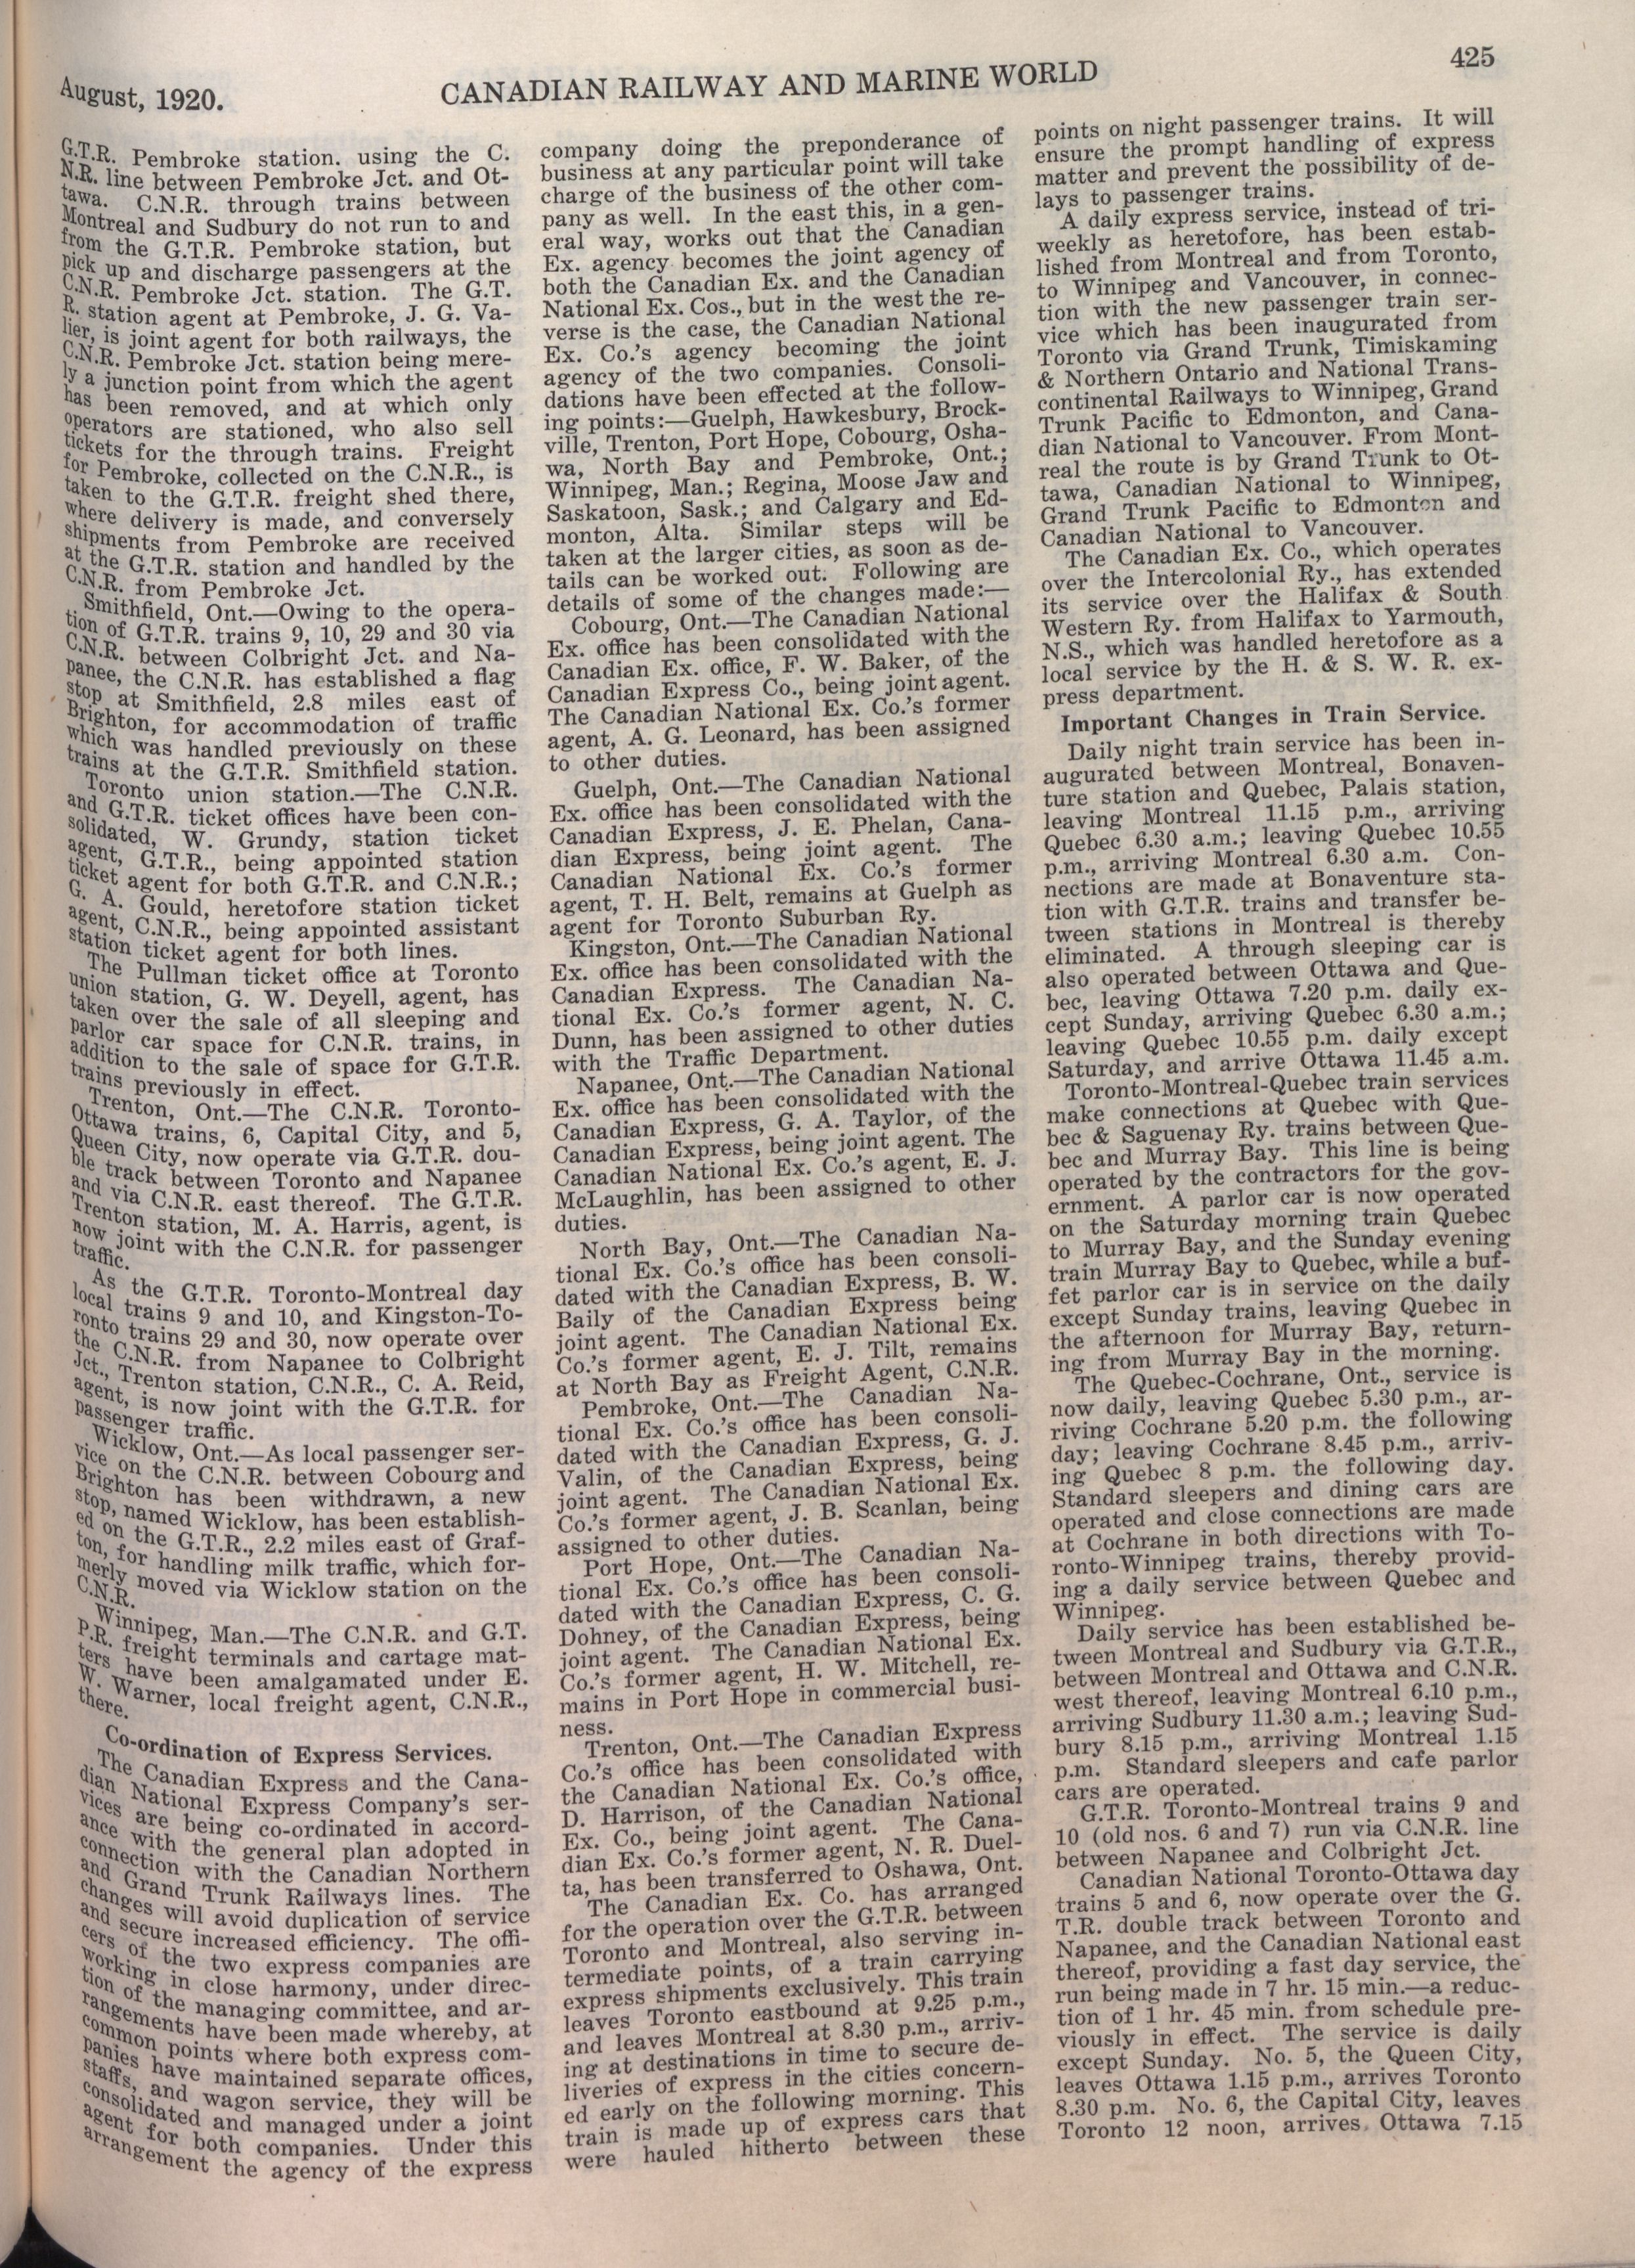 August, 1920.
CANADIAN RAILWAY AND MARINE WORLD
425
G.T.R. Pembroke station. using the C.
N.R. line between Pembroke Jct. and Ot-
tawa. C.N.R. through trains between
Montreal and Sudbury do not run to and
from the G.T.R. Pembroke station, but
pick up and discharge passengers at the
C.N.R. Pembroke Jct. station. The G.T.
R. station agent at Pembroke, J. G. Va-
lier, is joint agent for both railways, the
C.N.R. Pembroke Jct. station being mere-
ly a junction point from which the agent
has been removed, and at which only
operators are stationed, who also sell
tickets for the through trains. Freight
for Pembroke, collected on the C.N.R., is
taken to the G.T.R. freight shed there,
where delivery is made, and conversely
shipments from Pembroke are received
at the G.T.R. station and handled by the
C.N.R. from Pembroke Jct.
Smithfield, Ont.—Owing to the opera-
tion of G.T.R. trains 9, 10, 29 and 30 via
C.N.R. between Colbright Jct. and Na-
panee, the C.N.R. has established a flag
stop at Smithfield, 2.8 miles east of
Brighton, for accommodation of traffic
which was handled previously on these
trains at the G.T.R. Smithfield station.
Toronto union station.—The C.N.R.
and G.T.R. ticket offices have been con-
solidated, W. Grundy, station ticket
agent, G.T.R., being appointed station
ticket agent for both G.T.R. and C.N.R.;
G. A. Gould, heretofore station ticket
agent, C.N.R., being appointed assistant
station ticket agent for both lines.
The Pullman ticket office at Toronto
union station, G. W. Deyell, agent, has
taken over the sale of all sleeping and
parlor car space for C.N.R. trains, in
addition to the sale of space for G.T.R.
trains previously in effect.
Trenton, Ont.—The C.N.R. Toronto-
Ottawa trains, 6, Capital City, and 5,
Queen City, now operate via G.T.R. dou-
ble track between Toronto and Napanee
and via C.N.R. east thereof. The G.T.R.
Trenton station, M. A. Harris, agent, is
now joint with the C.N.R. for passenger
traffic.
As the G.T.R. Toronto-Montreal day
local trains 9 and 10, and Kingston-To-
ronto trains 29 and 30, now operate over
the C.N.R. from Napanee to Colbright
Jct., Trenton station, C.N.R., C. A. Reid,
agent, is now joint with the G.T.R. for
passenger traffic.
Wicklow, Ont.—As local passenger ser-
vice on the C.N.R. between Cobourg and
Brighton has been withdrawn, a new
stop, named Wicklow, has been establish-
ed on the G.T.R., 2.2 miles east of Graf-
ton, for handling milk traffic, which for-
merly moved via Wicklow station on the
C.N.R.
Winnipeg, Man.—The C.N.R. and G.T.
P.R. freight terminals and cartage mat-
ters have been amalgamated under E.
W. Warner, local freight agent, C.N.R.,
there.
Co-ordination of Express Services.
The Canadian Express and the Cana-
dian National Express Company's ser-
vices are being co-ordinated in accord-
ance with the general plan adopted in
connection with the Canadian Northern
and Grand Trunk Railways lines. The
changes will avoid duplication of service
and secure increased efficiency. The offi-
cers of the two express companies are
working in close harmony, under direc-
tion of the managing committee, and ar-
rangements have been made whereby, at
common points where both express com-
panies have maintained separate offices,
staffs, and wagon service, they will be
consolidated and managed under a joint
agent for both companies. Under this
arrangement the agency of the express
company doing the preponderance of
business at any particular point will take
charge of the business of the other com-
pany as well. In the east this, in a gen-
eral way, works out that the Canadian
Ex. agency becomes the joint agency of
both the Canadian Ex. and the Canadian
National Ex. Cos., but in the west the re-
verse is the case, the Canadian National
Ex. Co.'s agency becoming the joint
agency of the two companies. Consoli-
dations have been effected at the follow-
ing points:—Guelph, Hawkesbury, Brock-
ville, Trenton, Port Hope, Cobourg, Osha-
wa, North Bay and Pembroke, Ont.;
Winnipeg, Man.; Regina, Moose Jaw and
Saskatoon, Sask.; and Calgary and Ed-
monton, Alta. Similar steps will be
taken at the larger cities, as soon as de-
tails can be worked out. Following are
details of some of the changes made:—
Cobourg, Ont.—The Canadian National
Ex. office has been consolidated with the
Canadian Ex. office, F. W. Baker, of the
Canadian Express Co., being joint agent.
The Canadian National Ex. Co.'s former
agent, A. G. Leonard, has been assigned
to other duties.
Guelph, Ont.—The Canadian National
Ex. office has been consolidated with the
Canadian Express, J. E. Phelan, Cana-
dian Express, being joint agent. The
Canadian National Ex. Co.'s former
agent, T. H. Belt, remains at Guelph as
agent for Toronto Suburban Ry.
Kingston, Ont.—The Canadian National
Ex. office has been consolidated with the
Canadian Express. The Canadian Na-
tional Ex. Co.'s former agent, N. C.
Dunn, has been assigned to other duties
with the Traffic Department.
Napanee, Ont.—The Canadian National
Ex. office has been consolidated with the
Canadian Express, G. A. Taylor, of the
Canadian Express, being joint agent. The
Canadian National Ex. Co.'s agent, E. J.
McLaughlin, has been assigned to other
duties.
North Bay, Ont.—The Canadian Na-
tional Ex. Co.'s office has been consoli-
dated with the Canadian Express, B. W.
Baily of the Canadian Express being
joint agent. The Canadian National Ex.
Co.'s former agent, E. J. Tilt, remains
at North Bay as Freight Agent, C.N.R.
Pembroke, Ont.—The Canadian Na-
tional Ex. Co.'s office has been consoli-
dated with the Canadian Express, G. J.
Valin, of the Canadian Express, being
joint agent. The Canadian National Ex.
Co.'s former agent, J. B. Scanlan, being
assigned to other duties.
Port Hope, Ont.—The Canadian Na-
tional Ex. Co.'s office has been consoli-
dated with the Canadian Express, C. G.
Dohney, of the Canadian Express, being
joint agent. The Canadian National Ex.
Co.'s former agent, H. W. Mitchell, re-
mains in Port Hope in commercial busi-
ness.
Trenton, Ont.—The Canadian Express
Co.'s office has been consolidated with
the Canadian National Ex. Co.'s office,
D. Harrison, of the Canadian National
Ex. Co., being joint agent. The Cana-
dian Ex. Co.'s former agent, N. R. Duel-
ta, has been transferred to Oshawa, Ont.
The Canadian Ex. Co. has arranged
for the operation over the G.T.R. between
Toronto and Montreal, also serving in-
termediate points, of a train carrying
express shipments exclusively. This train
leaves Toronto eastbound at 9.25 p.m.,
and leaves Montreal at 8.30 p.m., arriv-
ing at destinations in time to secure de-
liveries of express in the cities concern-
ed early on the following morning. This
train is made up of express cars that
were hauled hitherto between these
points on night passenger trains. It will
ensure the prompt handling of express
matter and prevent the possibility of de-
lays to passenger trains.
A daily express service, instead of tri-
weekly as heretofore, has been estab-
lished from Montreal and from Toronto,
to Winnipeg and Vancouver, in connec-
tion with the new passenger train ser-
vice which has been inaugurated from
Toronto via Grand Trunk, Timiskaming
& Northern Ontario and National Trans-
continental Railways to Winnipeg, Grand
Trunk Pacific to Edmonton, and Cana-
dian National to Vancouver. From Mont-
real the route is by Grand Trunk to Ot-
tawa, Canadian National to Winnipeg,
Grand Trunk Pacific to Edmonton and
Canadian National to Vancouver.
The Canadian Ex. Co., which operates
over the Intercolonial Ry., has extended
its service over the Halifax & South
Western Ry. from Halifax to Yarmouth,
N.S., which was handled heretofore as a
local service by the H. & S. W. R. ex-
press department.
Important Changes in Train Service.
Daily night train service has been in-
augurated between Montreal, Bonaven-
ture station and Quebec, Palais station,
leaving Montreal 11.15 p.m., arriving
Quebec 6.30 a.m.; leaving Quebec 10.55
p.m., arriving Montreal 6.30 a.m. Con-
nections are made at Bonaventure sta-
tion with G.T.R. trains and transfer be-
tween stations in Montreal is thereby
eliminated. A through sleeping car is
also operated between Ottawa and Que-
bec, leaving Ottawa 7.20 p.m. daily ex-
cept Sunday, arriving Quebec 6.30 a.m.;
leaving Quebec 10.55 p.m. daily except
Saturday, and arrive Ottawa 11.45 a.m.
Toronto-Montreal-Quebec train services
make connections at Quebec with Que-
bec & Saguenay Ry. trains between Que-
bec and Murray Bay. This line is being
operated by the contractors for the gov-
ernment. A parlor car is now operated
on the Saturday morning train Quebec
to Murray Bay, and the Sunday evening
train Murray Bay to Quebec, while a buf-
fet parlor car is in service on the daily
except Sunday trains, leaving Quebec in
the afternoon for Murray Bay, return-
ing from Murray Bay in the morning.
The Quebec-Cochrane, Ont., service is
now daily, leaving Quebec 5.30 p.m., ar-
riving Cochrane 5.20 p.m. the following
day; leaving Cochrane 8.45 p.m., arriv-
ing Quebec 8 p.m. the following day.
Standard sleepers and dining cars are
operated and close connections are made
at Cochrane in both directions with To-
ronto-Winnipeg trains, thereby provid-
ing a daily service between Quebec and
Winnipeg.
Daily service has been established be-
tween Montreal and Sudbury via G.T.R.,
between Montreal and Ottawa and C.N.R.
west thereof, leaving Montreal 6.10 p.m.,
arriving Sudbury 11.30 a.m.; leaving Sud-
bury 8.15 p.m., arriving Montreal 1.15
p.m. Standard sleepers and cafe parlor
cars are operated.
G.T.R. Toronto-Montreal trains 9 and
10 (old nos. 6 and 7) run via C.N.R. line
between Napanee and Colbright Jct.
Canadian National Toronto-Ottawa day
trains 5 and 6, now operate over the G.
T.R. double track between Toronto and
Napanee, and the Canadian National east
thereof, providing a fast day service, the
run being made in 7 hr. 15 min.—a reduc-
tion of 1 hr. 45 min. from schedule pre-
viously in effect. The service is daily
except Sunday. No. 5, the Queen City,
leaves Ottawa 1.15 p.m., arrives Toronto
8.30 p.m. No. 6, the Capital City, leaves
Toronto 12 noon, arrives Ottawa 7.15